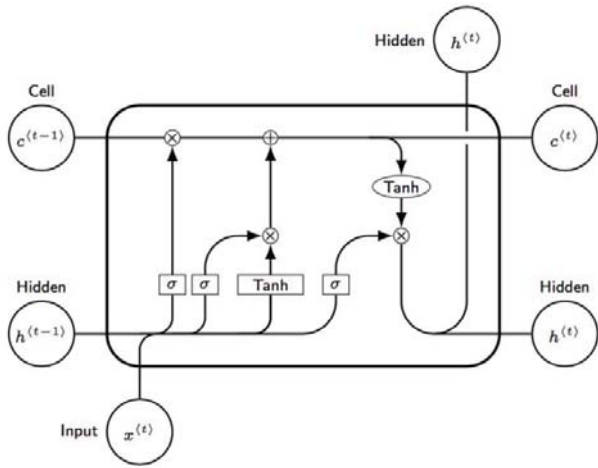 Hidden h⟨t⟩
Cell Cell
c⟨t−1⟩ × + c⟨t⟩
Tanh
× ×
σ σ Tanh σ
Hidden Hidden
h⟨t−1⟩ h⟨t⟩
Input x⟨t⟩